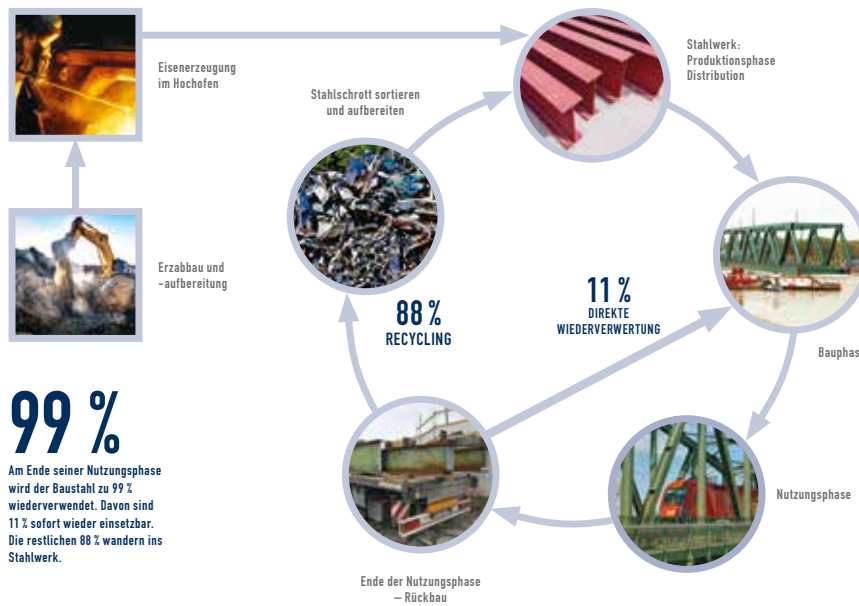 Eisenerzeugung
im Hochofen
Stahlwerk:
Produktionsphase
Distribution
Stahlschrott sortieren
und aufbereiten
Erzabbau und
-aufbereitung
88 %
RECYCLING
11 %
DIREKTE
WIEDERVERWERTUNG
Bauphas
99 %
Am Ende seiner Nutzungsphase
wird der Baustahl zu 99 %
wiederverwendet. Davon sind
11 % sofort wieder einsetzbar.
Die restlichen 88 % wandern ins
Stahlwerk.
Nutzungsphase
Ende der Nutzungsphase
– Rückbau